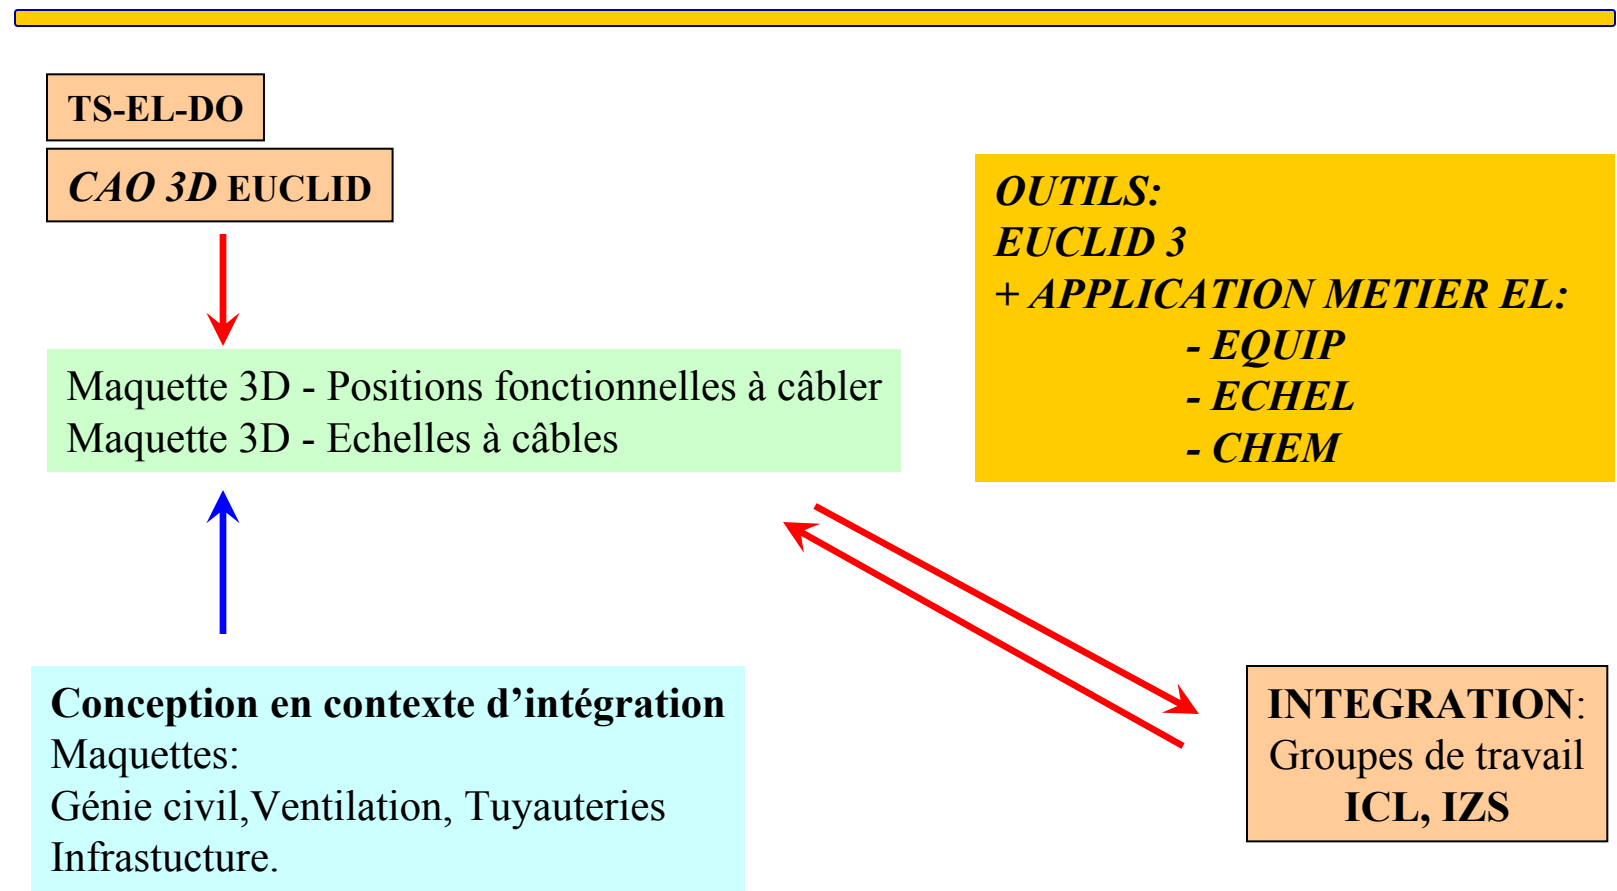 TS-EL-DO
CAO 3D EUCLID
OUTILS:
EUCLID 3
+ APPLICATION METIER EL:
- EQUIP
- ECHEL
- CHEM
Maquette 3D - Positions fonctionnelles à câbler
Maquette 3D - Echelles à câbles
Conception en contexte d’intégration
Maquettes:
Génie civil,Ventilation, Tuyauteries
Infrastucture.
INTEGRATION:
Groupes de travail
ICL, IZS